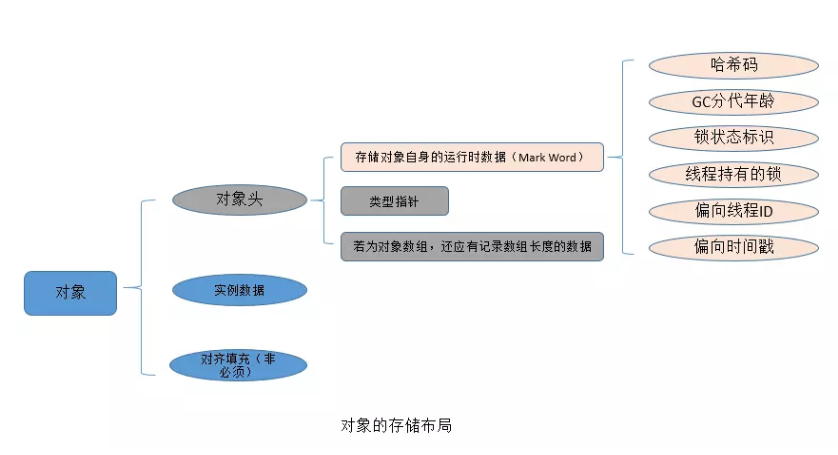 对象
对象头
实例数据
对齐填充（非
必须）
存储对象自身的运行时数据（Mark Word）
类型指针
若为对象数组，还应有记录数组长度的数据
哈希码
GC分代年龄
锁状态标识
线程持有的锁
偏向线程ID
偏向时间戳
对象的存储布局